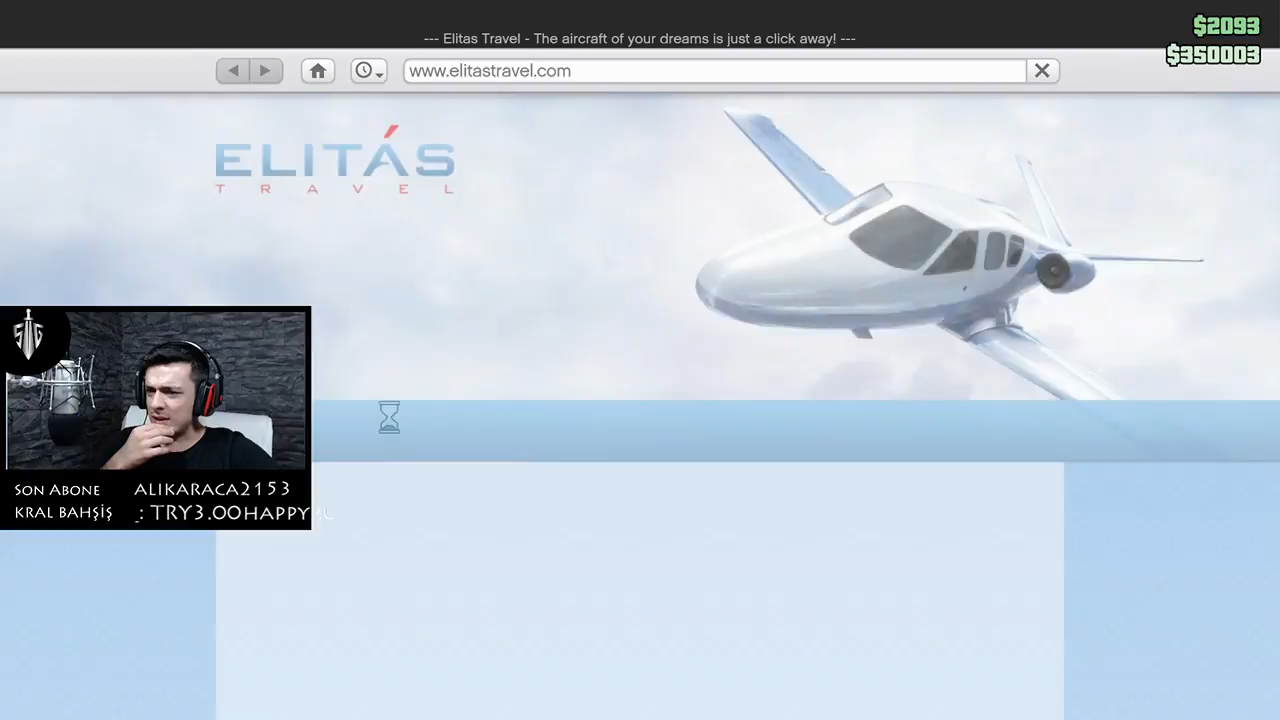 $2093
--- Elitas Travel - The aircraft of your dreams is just a click away! ---
$350003
www.elitastravel.com
ELITÁS
TRAVEL
SON ABONE ALIKARACA2153
KRAL BAHŞİŞ _: TRY3.00HAPPY